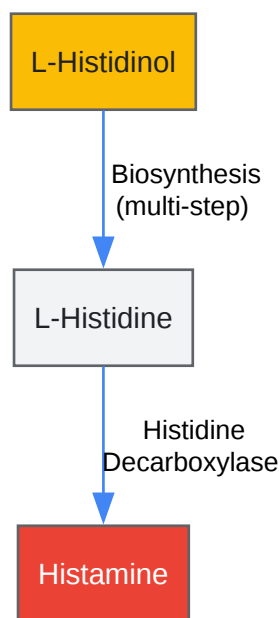 L-Histidinol
Biosynthesis
(multi-step)
L-Histidine
Histidine
Decarboxylase
Histamine